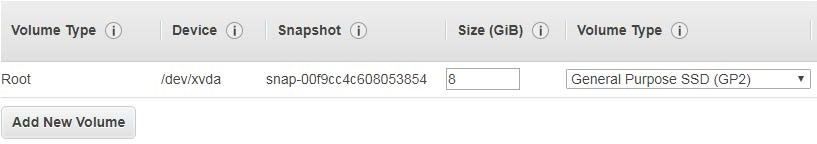 Volume Type Device Snapshot Size (GiB) Volume Type
Root /dev/xvda snap-00f9cc4c608053854 8 General Purpose SSD (GP2)
Add New Volume